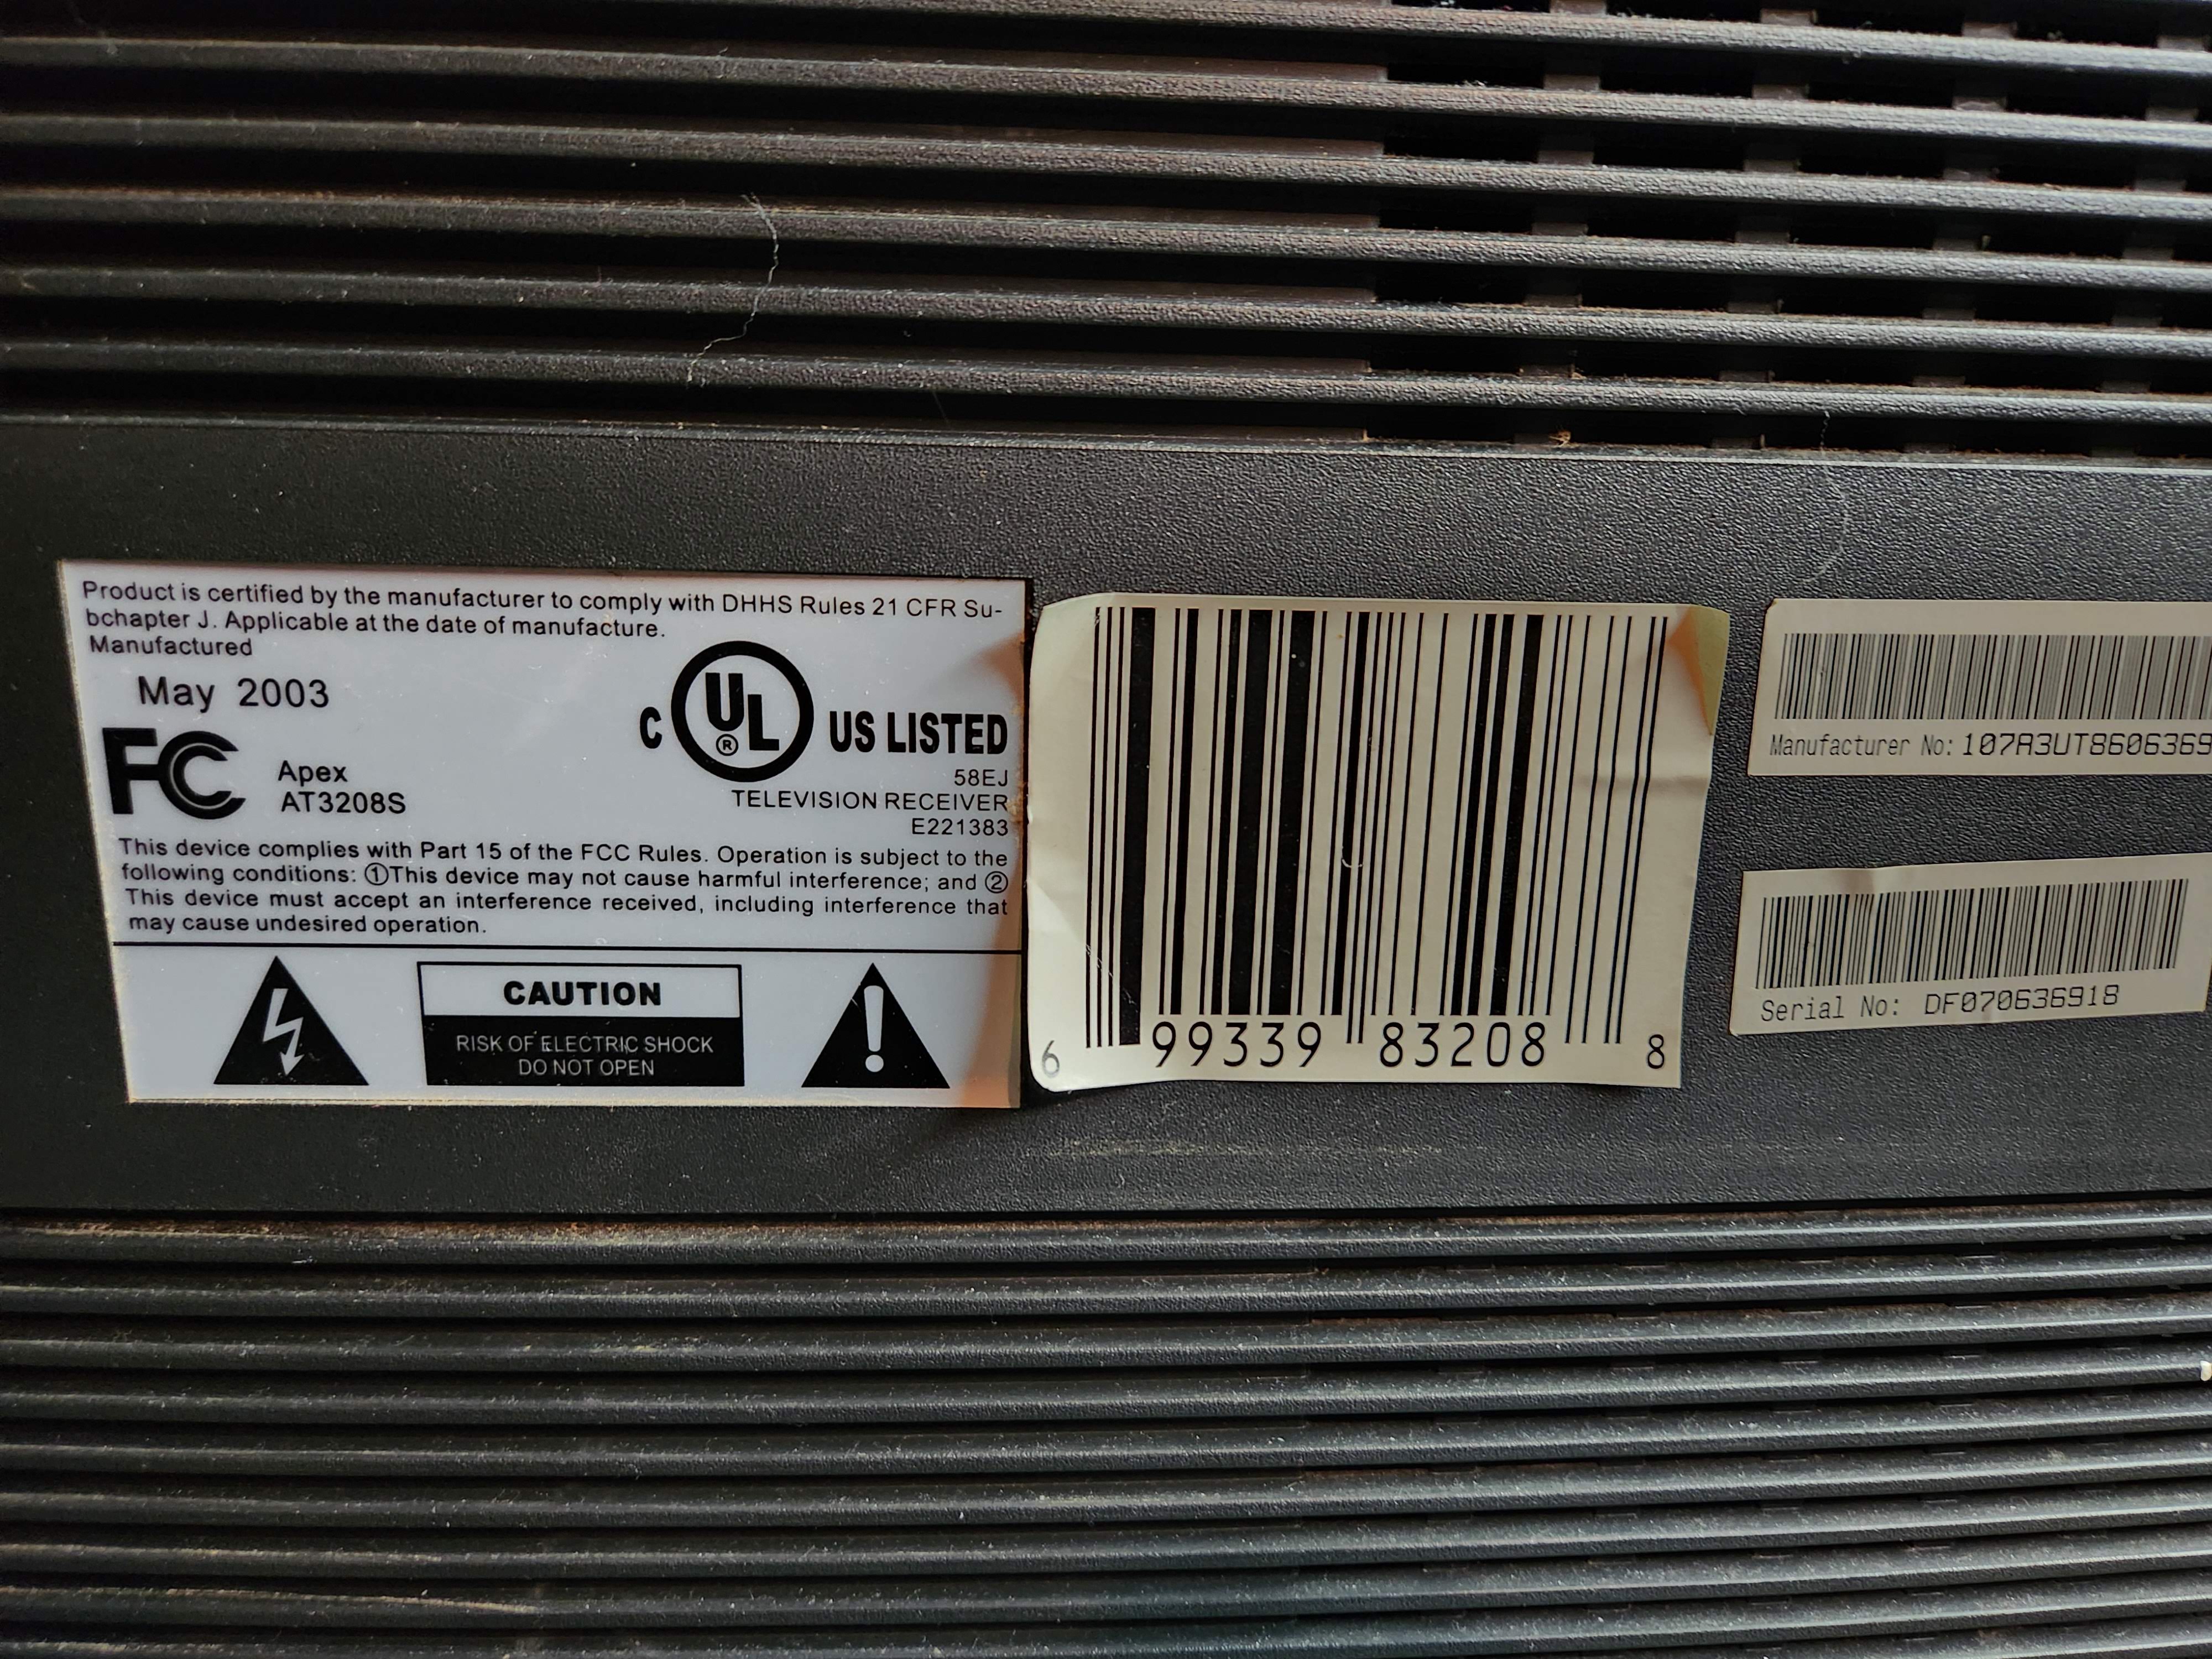 Product is certified by the manufacturer to comply with DHHS Rules 21 CFR Su-
bchapter J. Applicable at the date of manufacture.
Manufactured
May 2003
FC
Apex
AT3208S
C UL ® US LISTED
58EJ
TELEVISION RECEIVER
E221383
This device complies with Part 15 of the FCC Rules. Operation is subject to the
following conditions: ①This device may not cause harmful interference; and ②
This device must accept an interference received, including interference that
may cause undesired operation.
CAUTION
RISK OF ELECTRIC SHOCK
DO NOT OPEN
6 99339 83208 8
Manufacturer No: 107A3UT8606369
Serial No: DF070636918